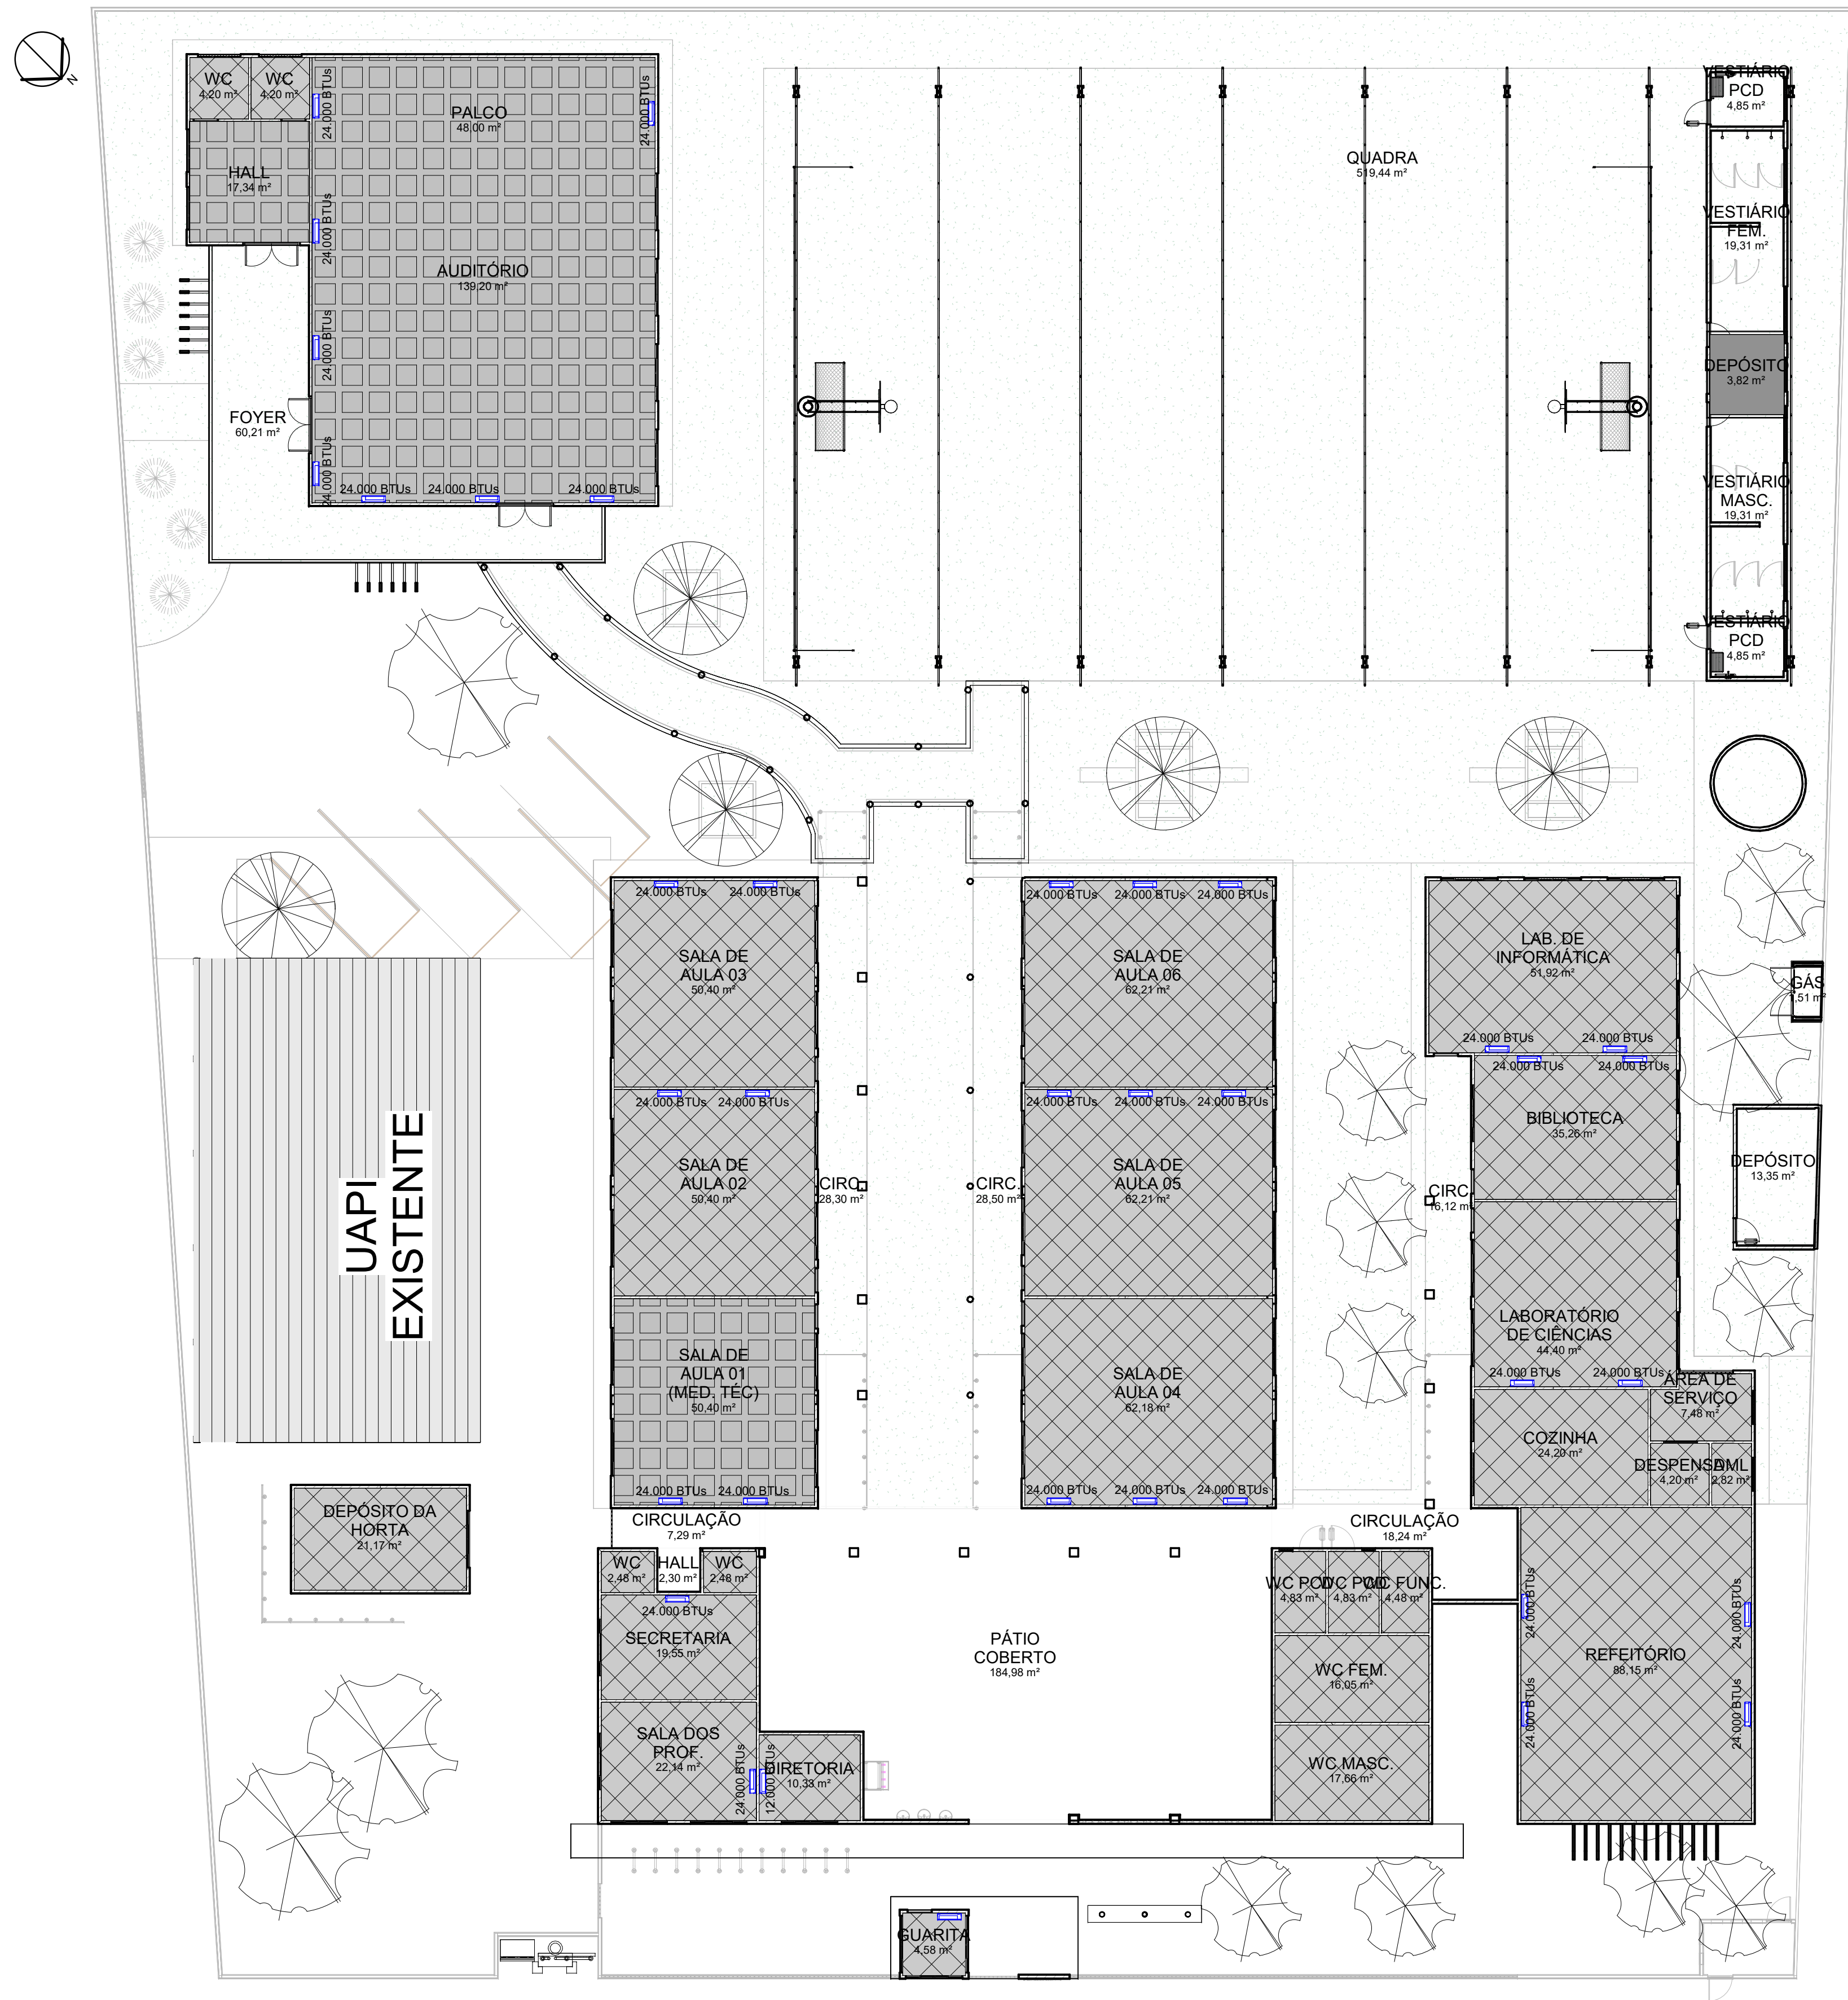 N
WC
4,20 m²
WC
4,20 m²
HALL
17,34 m²
PALCO
48,00 m²
24.000 BTUs
24.000 BTUs
24.000 BTUs
24.000 BTUs
24.000 BTUs
AUDITÓRIO
139,20 m²
FOYER
60,21 m²
24.000 BTUs
24.000 BTUs
24.000 BTUs
QUADRA
519,44 m²
VESTIÁRIO
PCD
4,85 m²
VESTIÁRIO
FEM.
19,31 m²
DEPÓSITO
3,82 m²
VESTIÁRIO
MASC.
19,31 m²
VESTIÁRIO
PCD
4,85 m²
24.000 BTUs
24.000 BTUs
SALA DE
AULA 03
50,40 m²
24.000 BTUs
24.000 BTUs
SALA DE
AULA 02
50,40 m²
SALA DE
AULA 01
(MED. TÉC)
50,40 m²
24.000 BTUs
24.000 BTUs
CIRC.
28,30 m²
CIRC.
28,50 m²
24.000 BTUs
24.000 BTUs
24.000 BTUs
SALA DE
AULA 06
62,21 m²
24.000 BTUs
24.000 BTUs
24.000 BTUs
SALA DE
AULA 05
62,21 m²
SALA DE
AULA 04
62,18 m²
24.000 BTUs
24.000 BTUs
24.000 BTUs
LAB. DE
INFORMÁTICA
51,92 m²
24.000 BTUs
24.000 BTUs
24.000 BTUs
24.000 BTUs
BIBLIOTECA
35,26 m²
CIRC.
16,12 m²
LABORATÓRIO
DE CIÊNCIAS
44,40 m²
24.000 BTUs
24.000 BTUs
GÁS
,51 m²
DEPÓSITO
13,35 m²
ÁREA DE
SERVIÇO
7,48 m²
COZINHA
24,20 m²
DESPENSA
4,20 m²
DML
2,82 m²
UAPI
EXISTENTE
DEPÓSITO DA
HORTA
21,17 m²
CIRCULAÇÃO
7,29 m²
CIRCULAÇÃO
18,24 m²
WC
2,48 m²
HALL
2,30 m²
WC
2,48 m²
24.000 BTUs
SECRETARIA
19,55 m²
SALA DOS
PROF.
22,14 m²
24.000 BTUs
12.000 BTUs
DIRETORIA
10,33 m²
PÁTIO
COBERTO
184,98 m²
WC PCD
4,83 m²
WC PCD
4,83 m²
WC FUNC.
4,48 m²
WC FEM.
16,05 m²
WC MASC.
17,66 m²
24.000 BTUs
24.000 BTUs
24.000 BTUs
24.000 BTUs
REFEITÓRIO
88,15 m²
GUARITA
4,58 m²